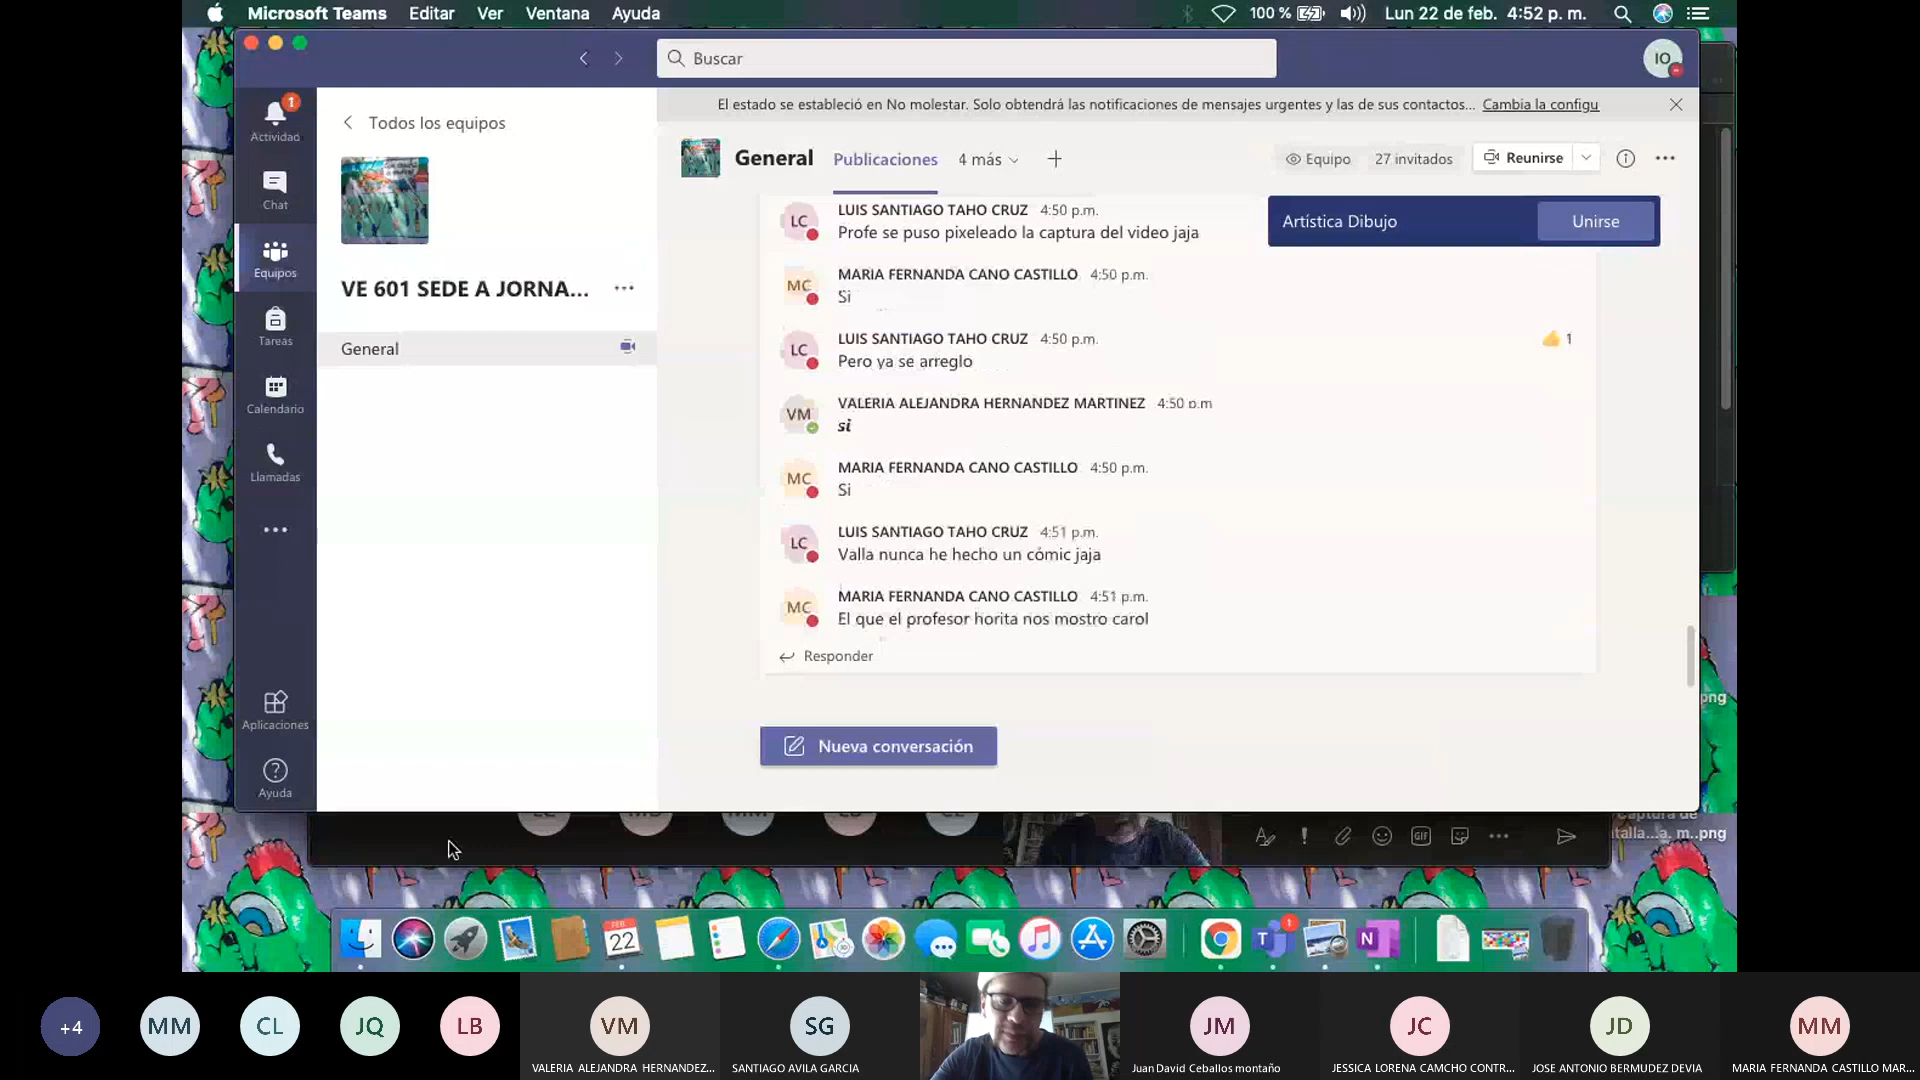 Microsoft Teams Editar Ver Ventana Ayuda
100 % Lun 22 de feb. 4:52 p. m.
Buscar
IO
El estado se estableció en No molestar. Solo obtendrá las notificaciones de mensajes urgentes y las de sus contactos... Cambia la configu
1
Actividad
Chat
Equipos
Tareas
Calendario
Llamadas
Aplicaciones
Ayuda
Todos los equipos
VE 601 SEDE A JORNA...
General
General Publicaciones 4 más
Equipo 27 invitados Reunirse
Artística Dibujo Unirse
LC LUIS SANTIAGO TAHO CRUZ 4:50 p.m.
Profe se puso pixeleado la captura del video jaja
MC MARIA FERNANDA CANO CASTILLO 4:50 p.m.
Si
LC LUIS SANTIAGO TAHO CRUZ 4:50 p.m. 1
Pero ya se arreglo
VM VALERIA ALEJANDRA HERNANDEZ MARTINEZ 4:50 p.m
si
MC MARIA FERNANDA CANO CASTILLO 4:50 p.m.
Si
LC LUIS SANTIAGO TAHO CRUZ 4:51 p.m.
Valla nunca he hecho un cómic jaja
MC MARIA FERNANDA CANO CASTILLO 4:51 p.m.
El que el profesor horita nos mostro carol
Responder
Nueva conversación
png
Captura de
talla...a. m..png
GIF
FEB
22
T 1
N
+4 MM CL JQ LB VM SG JM JC JD MM
VALERIA ALEJANDRA HERNANDEZ... SANTIAGO AVILA GARCIA Juan David Ceballos montaño JESSICA LORENA CAMCHO CONTR... JOSE ANTONIO BERMUDEZ DEVIA MARIA FERNANDA CASTILLO MAR...